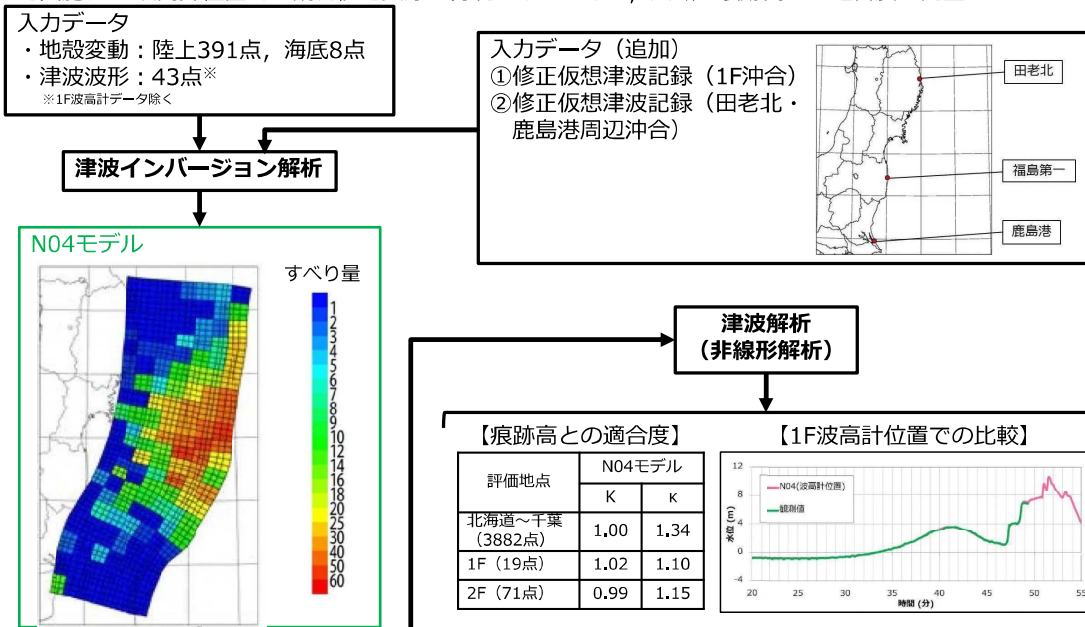 入力データ
・地殻変動：陸上391点，海底8点
・津波波形：43点※
※1F波高計データ除く
入力データ（追加）
①修正仮想津波記録（1F沖合）
②修正仮想津波記録（田老北・
鹿島港周辺沖合）
田老北
福島第一
鹿島港
津波インバージョン解析
N04モデル
すべり量
1
2
3
4
5
6
7
8
9
10
12
14
16
18
20
25
30
40
50
60
津波解析
（非線形解析）
【痕跡高との適合度】
評価地点 N04モデル
K κ
北海道～千葉
（3882点） 1.00 1.34
1F（19点） 1.02 1.10
2F（71点） 0.99 1.15
【1F波高計位置での比較】
N04(波高計位置)
観測値
水位 (m)
12
8
4
0
-4
20 25 30 35 40 45 50 55
時間 (分)